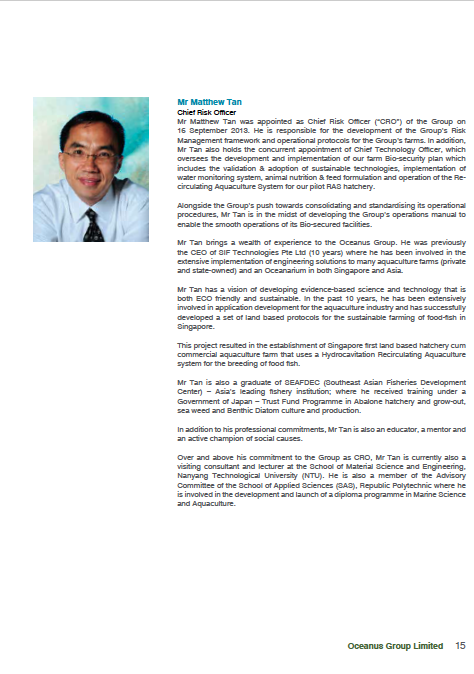 Mr Matthew Tan
Chief Risk Officer
Mr Matthew Tan was appointed as Chief Risk Officer ("CRO") of the Group on
16 September 2013. He is responsible for the development of the Group's Risk
Management framework and operational protocols for the Group's farms. In addition,
Mr Tan also holds the concurrent appointment of Chief Technology Officer, which
oversees the development and implementation of our farm Bio-security plan which
includes the validation & adoption of sustainable technologies, implementation of
water monitoring system, animal nutrition & feed formulation and operation of the Re-
circulating Aquaculture System for our pilot RAS hatchery.
Alongside the Group's push towards consolidating and standardising its operational
procedures, Mr Tan is in the midst of developing the Group's operations manual to
enable the smooth operations of its Bio-secured facilities.
Mr Tan brings a wealth of experience to the Oceanus Group. He was previously
the CEO of SIF Technologies Pte Ltd (10 years) where he has been involved in the
extensive implementation of engineering solutions to many aquaculture farms (private
and state-owned) and an Oceanarium in both Singapore and Asia.
Mr Tan has a vision of developing evidence-based science and technology that is
both ECO friendly and sustainable. In the past 10 years, he has been extensively
involved in application development for the aquaculture industry and has successfully
developed a set of land based protocols for the sustainable farming of food-fish in
Singapore.
This project resulted in the establishment of Singapore first land based hatchery cum
commercial aquaculture farm that uses a Hydrocavitation Recirculating Aquaculture
system for the breeding of food fish.
Mr Tan is also a graduate of SEAFDEC (Southeast Asian Fisheries Development
Center) – Asia's leading fishery institution; where he received training under a
Government of Japan – Trust Fund Programme in Abalone hatchery and grow-out,
sea weed and Benthic Diatom culture and production.
In addition to his professional commitments, Mr Tan is also an educator, a mentor and
an active champion of social causes.
Over and above his commitment to the Group as CRO, Mr Tan is currently also a
visiting consultant and lecturer at the School of Material Science and Engineering,
Nanyang Technological University (NTU). He is also a member of the Advisory
Committee of the School of Applied Sciences (SAS), Republic Polytechnic where he
is involved in the development and launch of a diploma programme in Marine Science
and Aquaculture.
Oceanus Group Limited 15